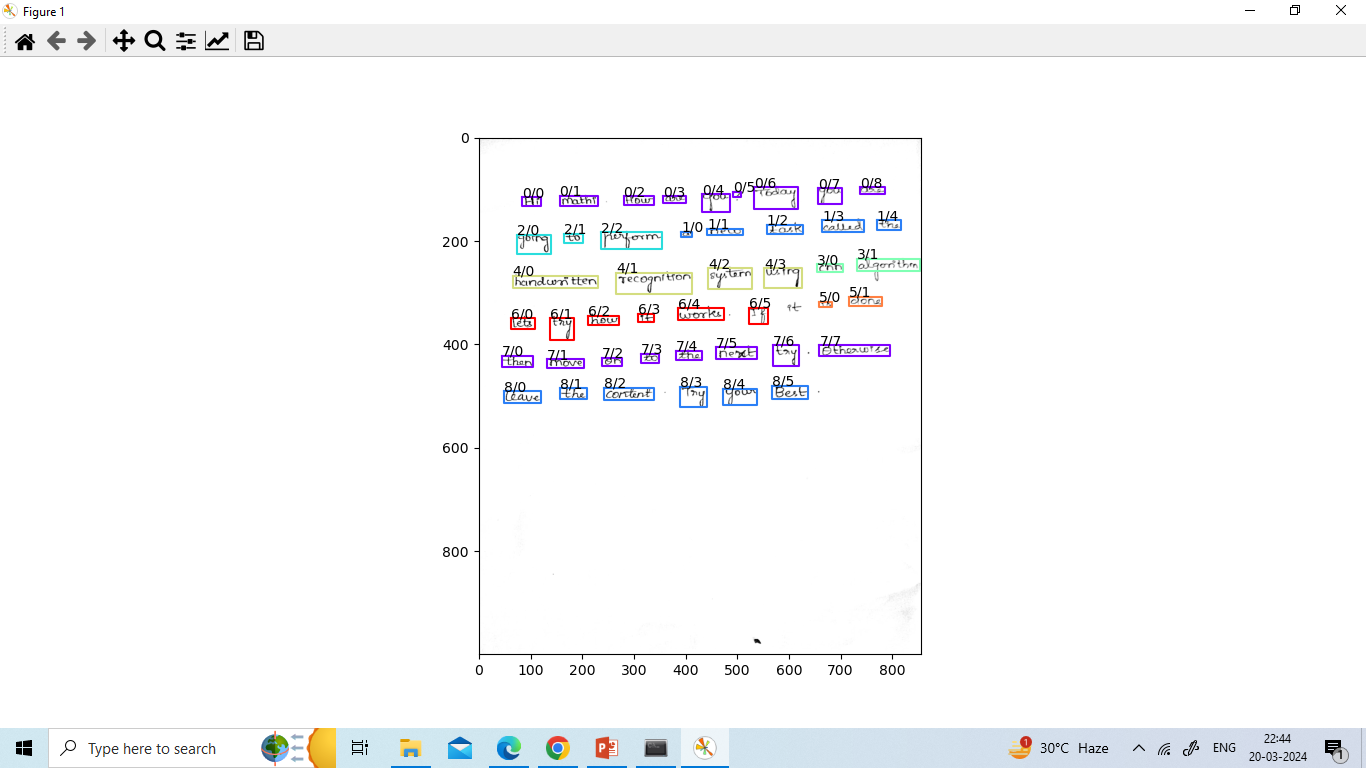 Figure 1
0
0/0 0/1 0/2 0/3 0/4 0/5 0/6 0/7 0/8
Hi Mathi . How are you , Today you are
2/0 2/1 2/2 1/0 1/1 1/2 1/3 1/4
going to perform a New task called the
200
4/0 4/1 4/2 4/3 3/0 3/1
handwritten recognition system using cnn algorithm
6/0 6/1 6/2 6/3 6/4 6/5 5/0 5/1
lets try how it works . If it is done
400
7/0 7/1 7/2 7/3 7/4 7/5 7/6 7/7
then move on to the next try . Otherwise
8/0 8/1 8/2 8/3 8/4 8/5
leave the content . Try your Best .
600
800
0 100 200 300 400 500 600 700 800
Type here to search
1 30°C Haze ENG 22:44
20-03-2024
1